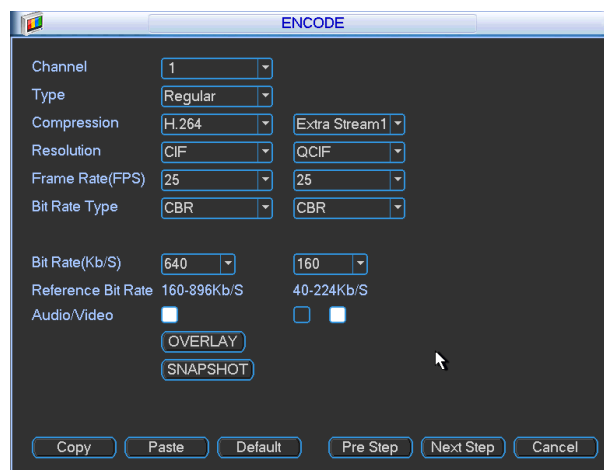 ENCODE
Channel 1
Type Regular
Compression H.264 Extra Stream1
Resolution CIF QCIF
Frame Rate(FPS) 25 25
Bit Rate Type CBR CBR
Bit Rate(Kb/S) 640 160
Reference Bit Rate 160-896Kb/S 40-224Kb/S
Audio/Video
OVERLAY
SNAPSHOT
Copy Paste Default Pre Step Next Step Cancel